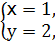 {x = 1,
y = 2,